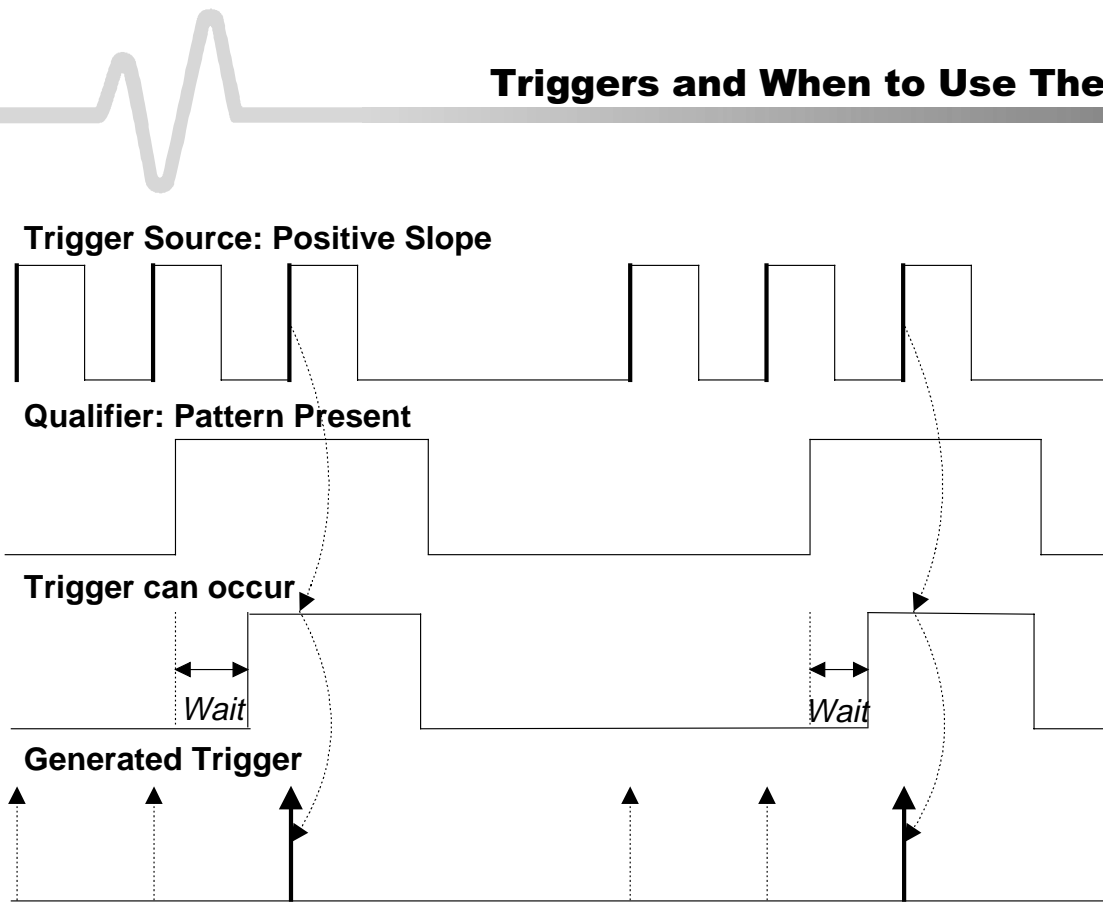 Triggers and When to Use The
Trigger Source: Positive Slope
Qualifier: Pattern Present
Trigger can occur
Wait
Wait
Generated Trigger